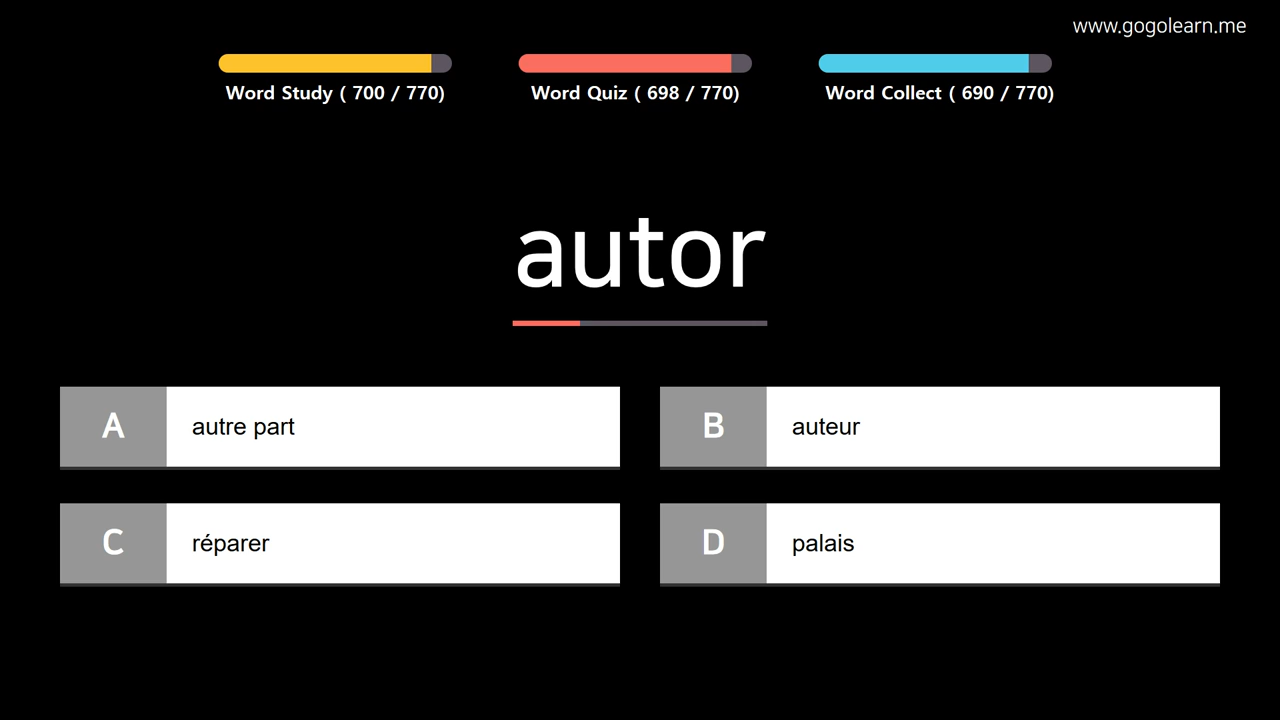 www.gogolearn.me
Word Study ( 700 / 770)
Word Quiz ( 698 / 770)
Word Collect ( 690 / 770)
autor
A autre part
B auteur
C réparer
D palais